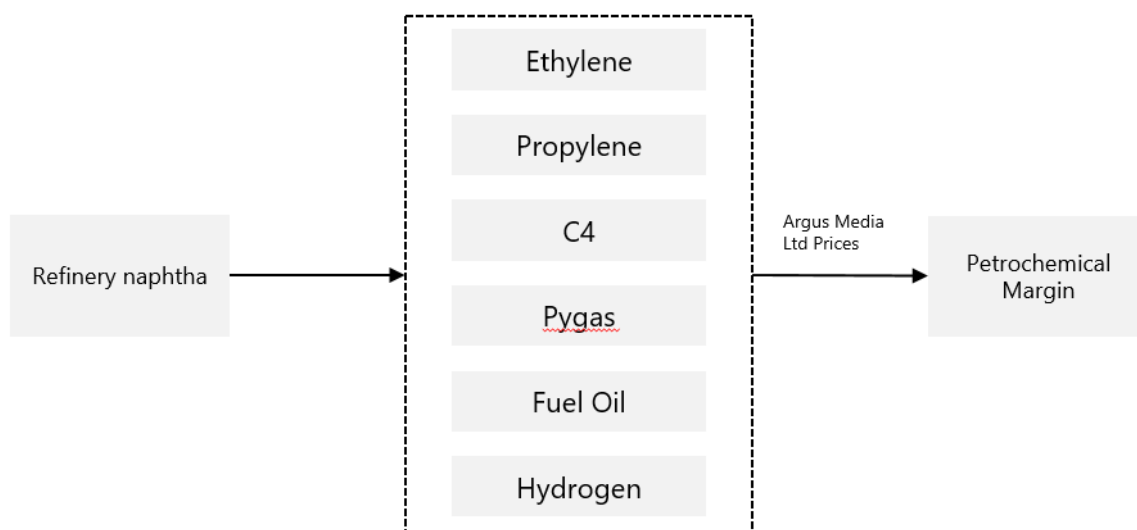 Ethylene
Propylene
Argus Media
Ltd Prices
C4
Refinery naphtha
Petrochemical
Margin
Pygas
Fuel Oil
Hydrogen